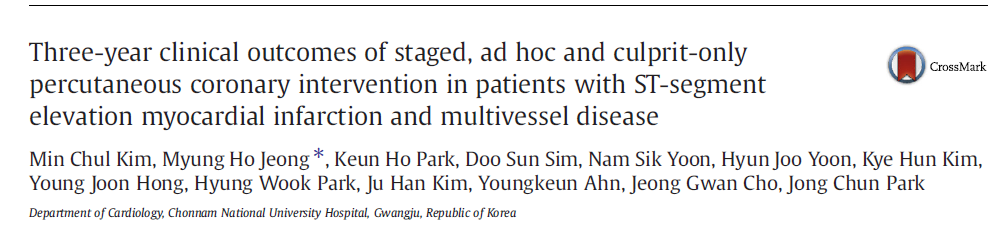 Three-year clinical outcomes of staged, ad hoc and culprit-only
percutaneous coronary intervention in patients with ST-segment
elevation myocardial infarction and multivessel disease
CrossMark
Min Chul Kim, Myung Ho Jeong *, Keun Ho Park, Doo Sun Sim, Nam Sik Yoon, Hyun Joo Yoon, Kye Hun Kim,
Young Joon Hong, Hyung Wook Park, Ju Han Kim, Youngkeun Ahn, Jeong Gwan Cho, Jong Chun Park
Department of Cardiology, Chonnam National University Hospital, Gwangju, Republic of Korea